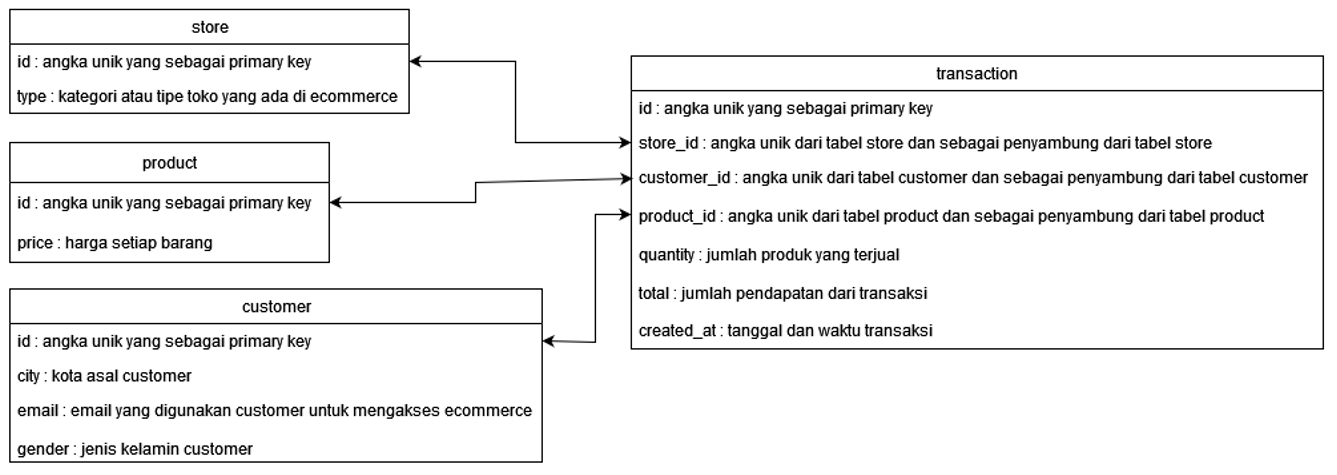 store
id : angka unik yang sebagai primary key
type : kategori atau tipe toko yang ada di ecommerce
product
id : angka unik yang sebagai primary key
price : harga setiap barang
customer
id : angka unik yang sebagai primary key
city : kota asal customer
email : email yang digunakan customer untuk mengakses ecommerce
gender : jenis kelamin customer
transaction
id : angka unik yang sebagai primary key
store_id : angka unik dari tabel store dan sebagai penyambung dari tabel store
customer_id : angka unik dari tabel customer dan sebagai penyambung dari tabel customer
product_id : angka unik dari tabel product dan sebagai penyambung dari tabel product
quantity : jumlah produk yang terjual
total : jumlah pendapatan dari transaksi
created_at : tanggal dan waktu transaksi